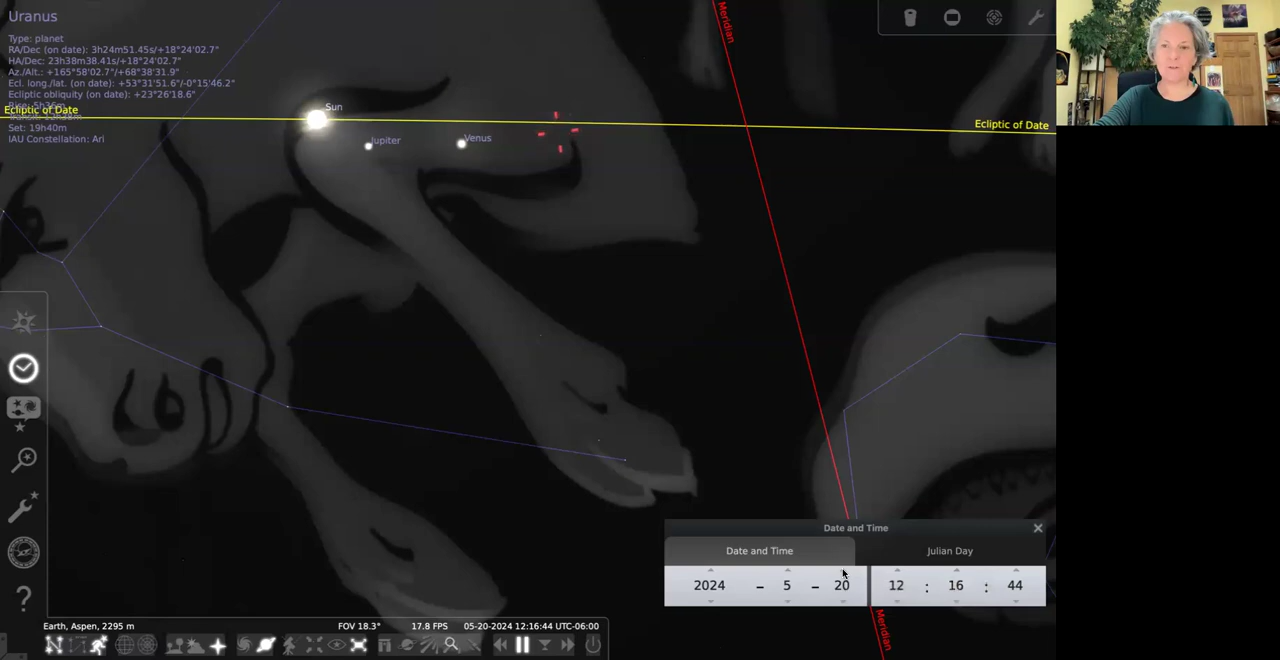 Uranus
Type: planet
RA/Dec (on date): 3h24m51.45s/+18°24'02.7"
HA/Dec: 23h38m38.41s/+18°24'02.7"
Az./Alt.: +165°58'02.7"/+68°38'31.9"
Ecl. long./lat. (on date): +53°31'51.6"/-0°15'46.2"
Ecliptic obliquity (on date): +23°26'18.6"
Ecliptic of Date
Set: 19h40m
IAU Constellation: Ari
Sun
Jupiter
Venus
Meridian
Ecliptic of Date
Date and Time
Date and Time
Julian Day
2024 – 5 – 20 12 : 16 : 44
Meridian
Earth, Aspen, 2295 m
FOV 18.3°
17.8 FPS
05-20-2024 12:16:44 UTC-06:00